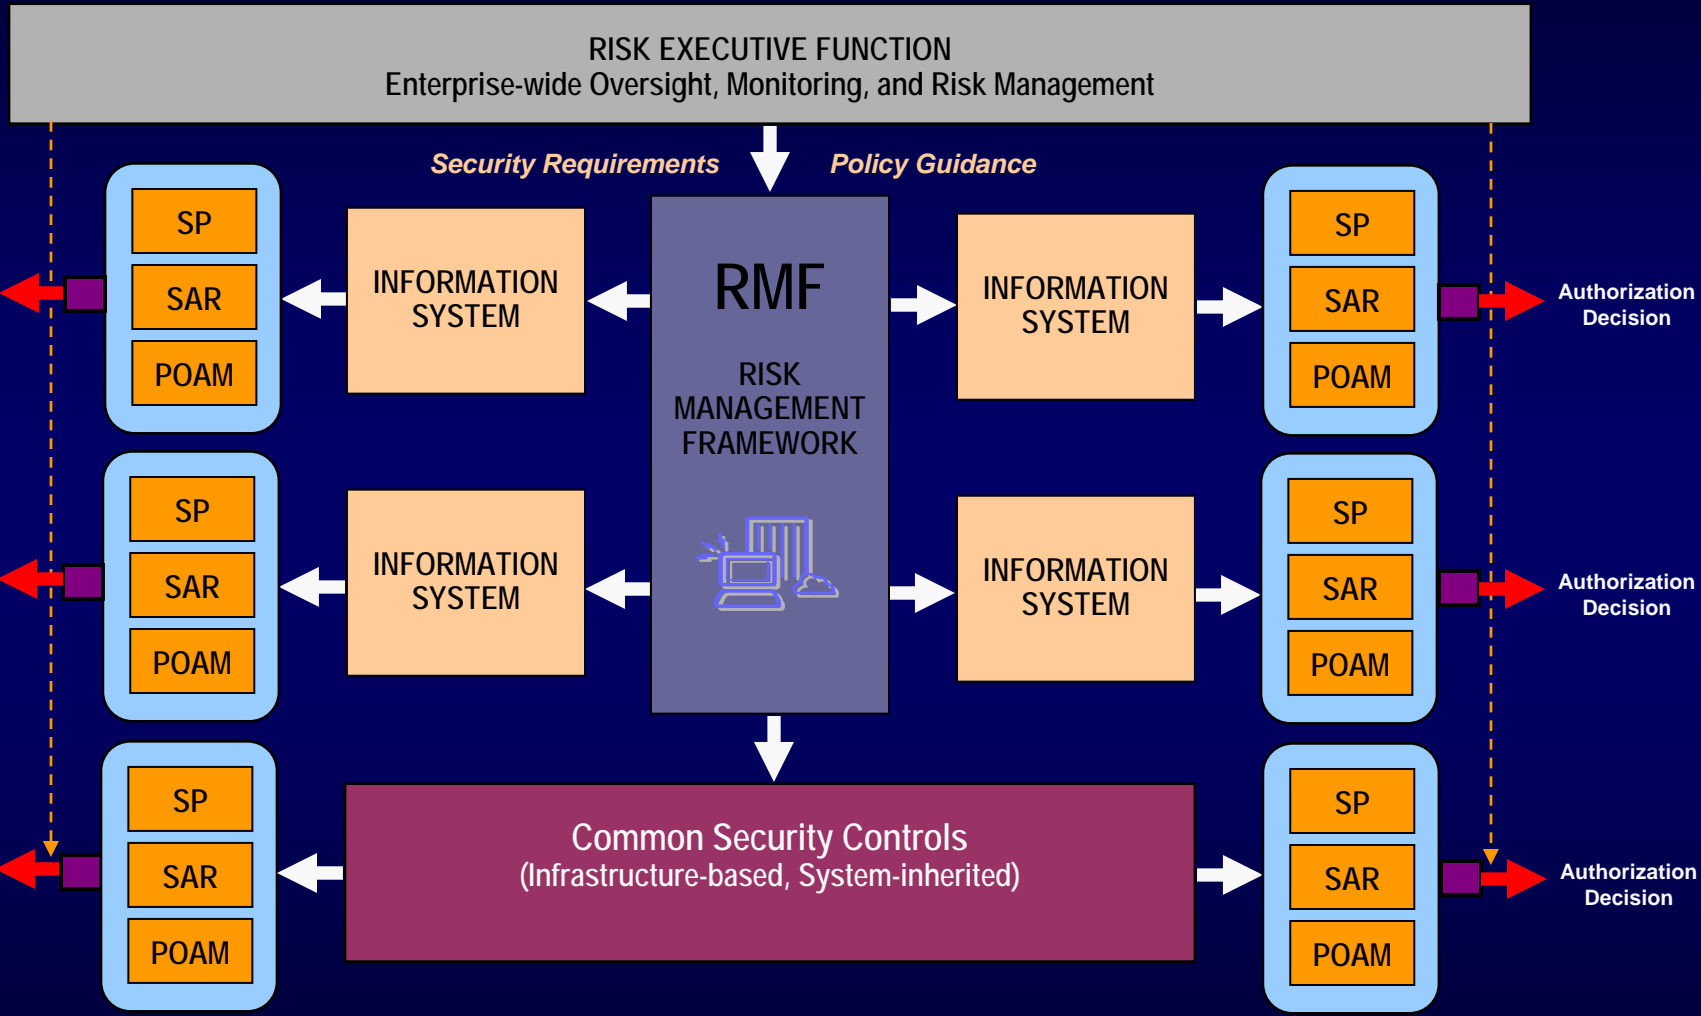 RISK EXECUTIVE FUNCTION
Enterprise-wide Oversight, Monitoring, and Risk Management
Security Requirements
Policy Guidance
SP
SAR
POAM
INFORMATION
SYSTEM
RMF
RISK
MANAGEMENT
FRAMEWORK
INFORMATION
SYSTEM
SP
SAR
POAM
Authorization
Decision
SP
SAR
POAM
INFORMATION
SYSTEM
INFORMATION
SYSTEM
SP
SAR
POAM
Authorization
Decision
SP
SAR
POAM
Common Security Controls
(Infrastructure-based, System-inherited)
SP
SAR
POAM
Authorization
Decision